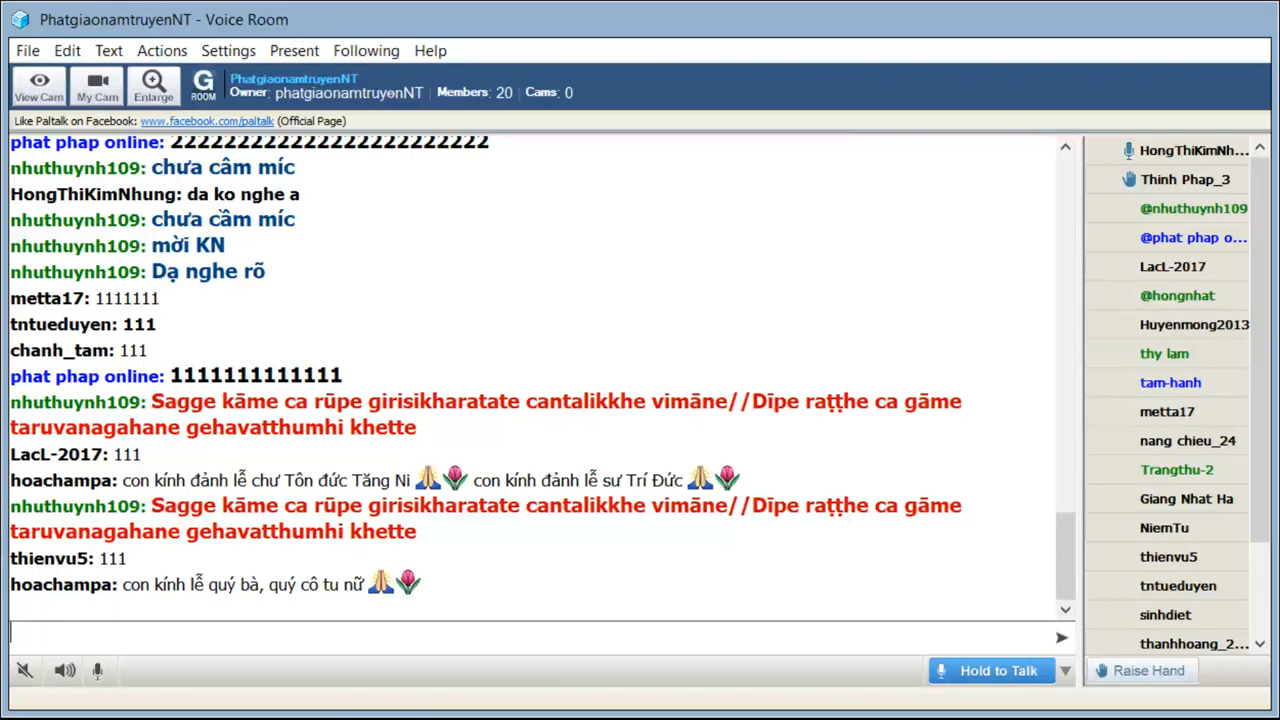 PhatgiaonamtruyenNT - Voice Room
File Edit Text Actions Settings Present Following Help
View Cam My Cam Enlarge G ROOM PhatgiaonamtruyenNT
Owner: phatgiaonamtruyenNT Members: 20 Cams: 0
Like Paltalk on Facebook: www.facebook.com/paltalk (Official Page)
phat phap online: 222222222222222222222222
nhuthuynh109: chưa câm míc
HongThiKimNhung: da ko nghe a
nhuthuynh109: chưa cầm míc
nhuthuynh109: mời KN
nhuthuynh109: Dạ nghe rõ
metta17: 1111111
tntueduyen: 111
chanh_tam: 111
phat phap online: 1111111111111
nhuthuynh109: Sagge kāme ca rūpe girisikharatate cantalikkhe vimāne//Dīpe raṭṭhe ca gāme
taruvanagahane gehavatthumhi khette
LacL-2017: 111
hoachampa: con kính đảnh lễ chư Tôn đức Tăng Ni 🙏🌷 con kính đảnh lễ sư Trí Đức 🙏🌷
nhuthuynh109: Sagge kāme ca rūpe girisikharatate cantalikkhe vimāne//Dīpe raṭṭhe ca gāme
taruvanagahane gehavatthumhi khette
thienvu5: 111
hoachampa: con kính lễ quý bà, quý cô tu nữ 🙏🌷
HongThiKimNh...
Thinh Phap_3
@nhuthuynh109
@phat phap o...
LacL-2017
@hongnhat
Huyenmong2013
thy lam
tam-hanh
metta17
nang chieu_24
Trangthu-2
Giang Nhat Ha
NiemTu
thienvu5
tntueduyen
sinhdiet
thanhhoang_2...
Hold to Talk
Raise Hand